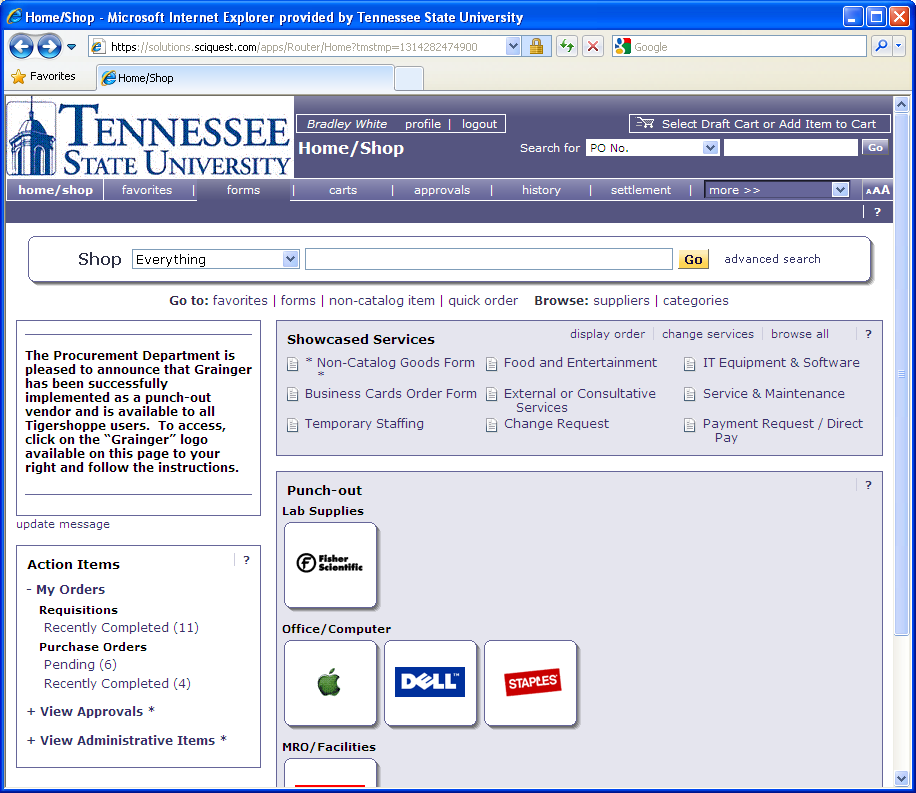 Home/Shop - Microsoft Internet Explorer provided by Tennessee State University
https://solutions.sciquest.com/apps/Router/Home?tmstmp=1314282474900
Google
Favorites
Home/Shop
TENNESSEE
STATE UNIVERSITY
Bradley White profile | logout
Select Draft Cart or Add Item to Cart
Home/Shop
Search for PO No. Go
home/shop favorites | forms | carts | approvals | history | settlement | more >> AAA
| ?
Shop Everything Go advanced search
Go to: favorites | forms | non-catalog item | quick order Browse: suppliers | categories
The Procurement Department is
pleased to announce that Grainger
has been successfully
implemented as a punch-out
vendor and is available to all
Tigershoppe users. To access,
click on the “Grainger” logo
available on this page to your
right and follow the instructions.
update message
Action Items ?
- My Orders
Requisitions
Recently Completed (11)
Purchase Orders
Pending (6)
Recently Completed (4)
+ View Approvals *
+ View Administrative Items *
Showcased Services display order change services browse all ?
* Non-Catalog Goods Form
*
Food and Entertainment
IT Equipment & Software
Business Cards Order Form
External or Consultative
Services
Service & Maintenance
Temporary Staffing
Change Request
Payment Request / Direct
Pay
Punch-out ?
Lab Supplies
Fisher
Scientific
Office/Computer
DELL™
STAPLES
MRO/Facilities